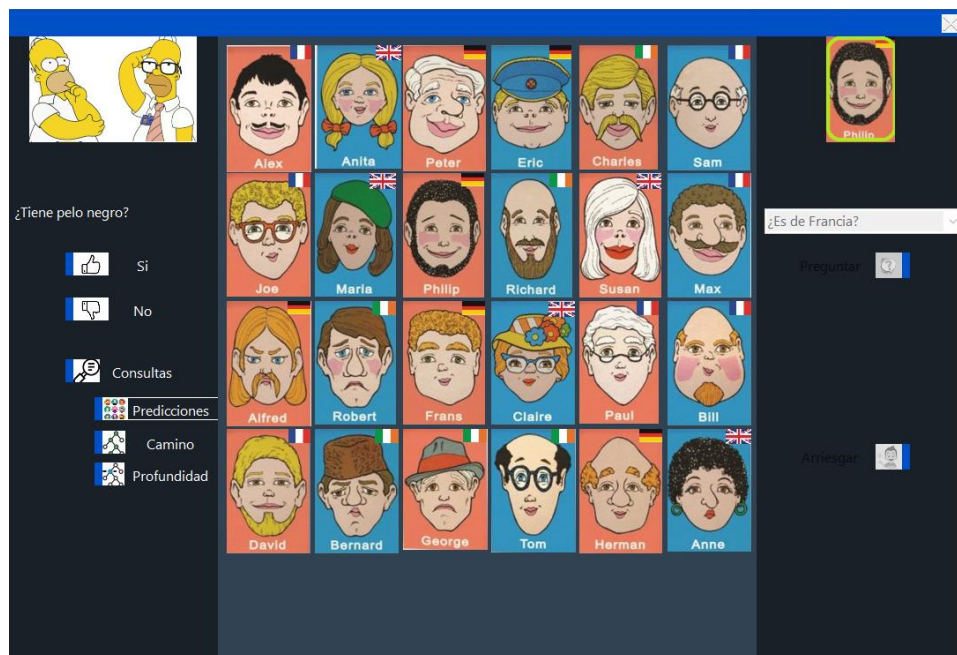 ¿Tiene pelo negro?
Si
No
Consultas
Predicciones
Camino
Profundidad
Alex
Anita
Peter
Eric
Charles
Sam
Joe
Maria
Philip
Richard
Susan
Max
Alfred
Robert
Frans
Claire
Paul
Bill
David
Bernard
George
Tom
Herman
Anne
Philip
¿Es de Francia?
Preguntar
Arriesgar